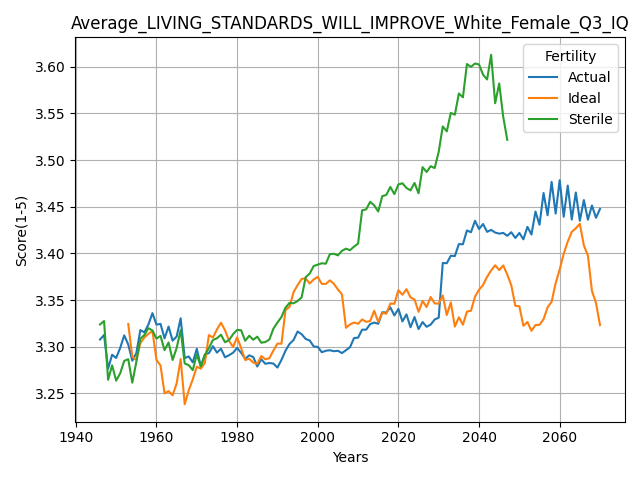 Average_LIVING_STANDARDS_WILL_IMPROVE_White_Female_Q3_IQ
Fertility
Actual
Ideal
Sterile
Score(1-5)
3.60
3.55
3.50
3.45
3.40
3.35
3.30
3.25
1940 1960 1980 2000 2020 2040 2060
Years